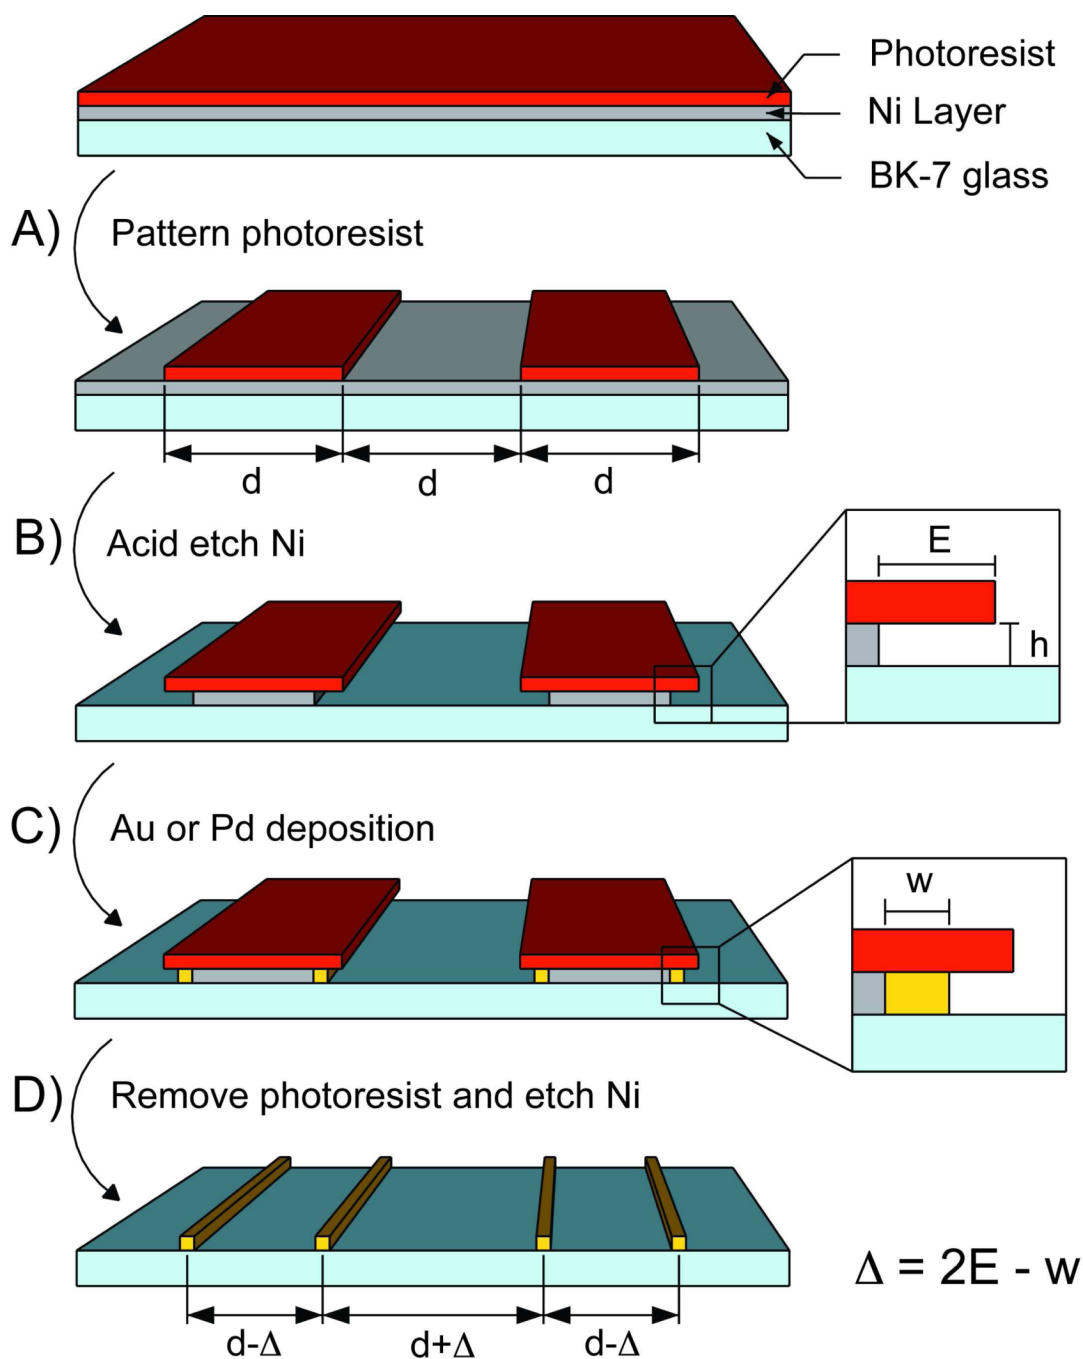 Photoresist
Ni Layer
BK-7 glass
A) Pattern photoresist
d d d
B) Acid etch Ni
E
h
C) Au or Pd deposition
w
D) Remove photoresist and etch Ni
Δ = 2E - w
d-Δ d+Δ d-Δ